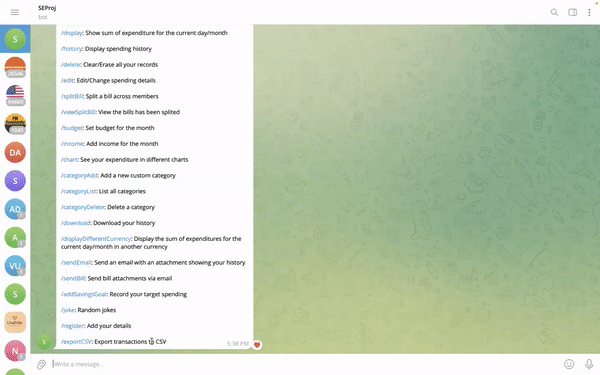 SEProj
bot
/display: Show sum of expenditure for the current day/month
/history: Display spending history
/delete: Clear/Erase all your records
/edit: Edit/Change spending details
/splitBill: Split a bill across members
/viewSplitBill: View the bills has been splited
/budget: Set budget for the month
/income: Add income for the month
/chart: See your expenditure in different charts
/categoryAdd: Add a new custom category
/categoryList: List all categories
/categoryDelete: Delete a category
/download: Download your history
/displayDifferentCurrency: Display the sum of expenditures for the
current day/month in another currency
/sendEmail: Send an email with an attachment showing your history
/sendBill: Send bill attachments via email
/addSavingsGoal: Record your target spending
/joke: Random jokes
/register: Add your details
/exportCSV: Export transactions to CSV
5:38 PM
Write a message...
S
DA
S
AD
A
VU
S
N
S